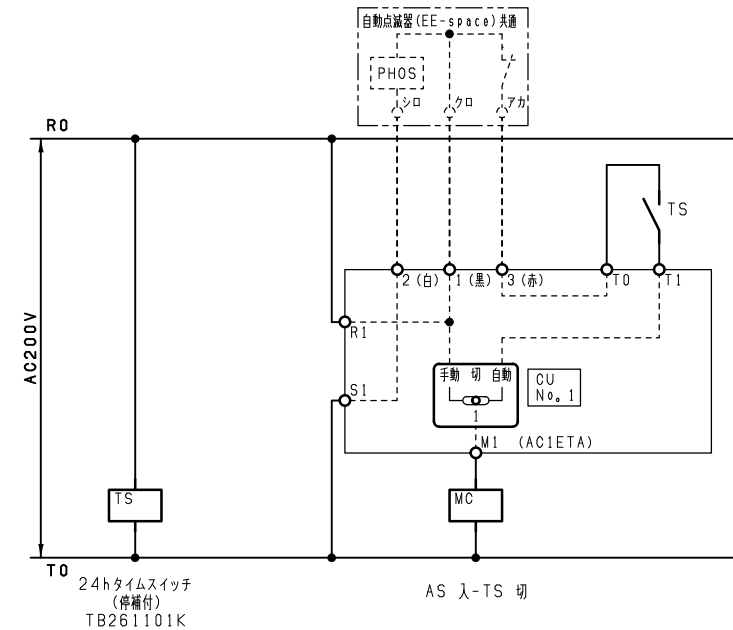 自動点滅器(EE-space)共通
PHOS
シロ
クロ
アカ
R0
TS
2(白)
1(黒)
3(赤)
T0
T1
R1
AC200V
手動 切 自動
CU
No. 1
S1
1
M1 (AC1ETA)
TS
MC
T0
24hタイムスイッチ
(停補付)
TB261101K
AS 入-TS 切